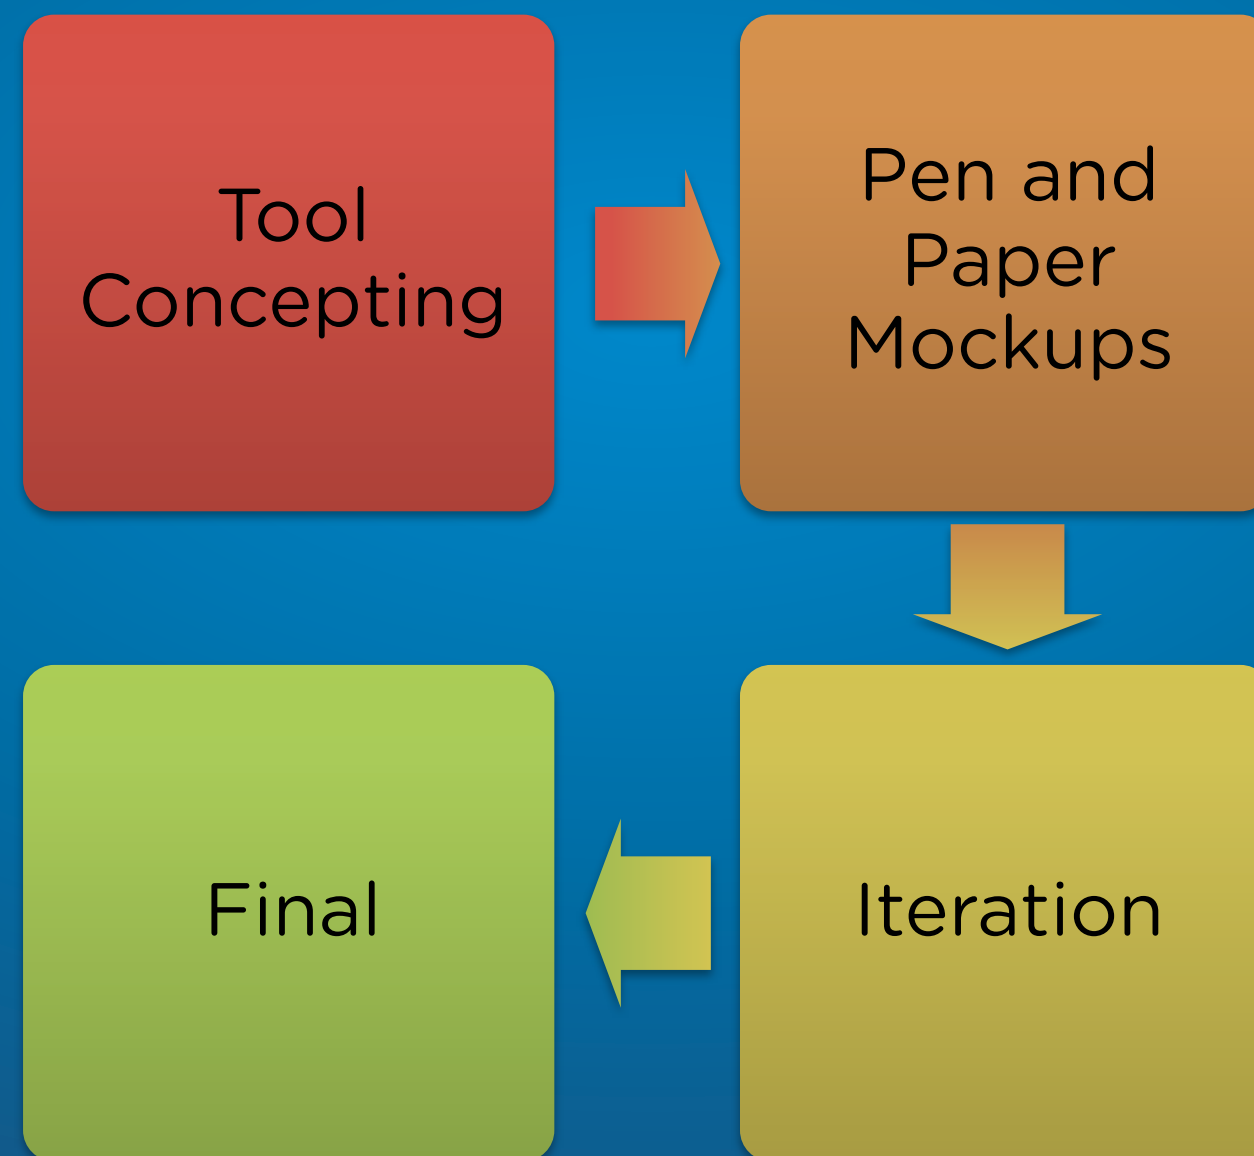 Tool
Concepting
Pen and
Paper
Mockups
Iteration
Final